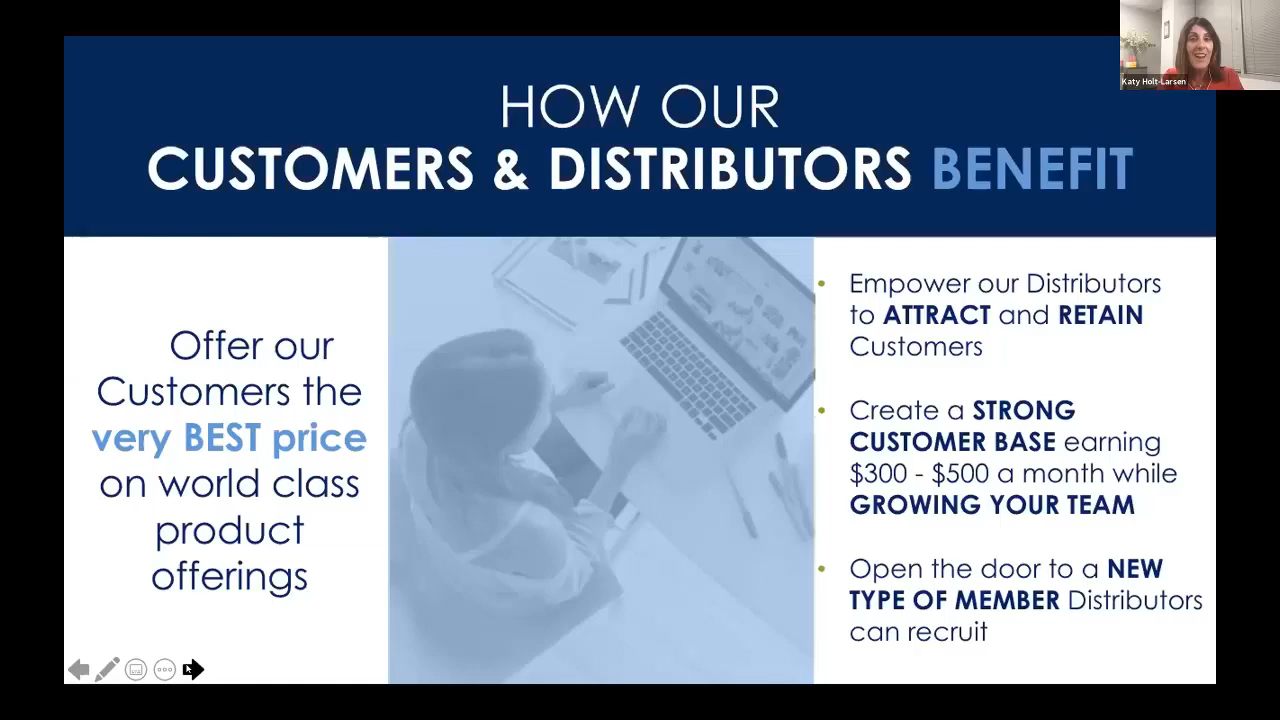 Katy Holt-Larsen
HOW OUR
CUSTOMERS & DISTRIBUTORS BENEFIT
Offer our
Customers the
very BEST price
on world class
product
offerings
• Empower our Distributors
to ATTRACT and RETAIN
Customers
• Create a STRONG
CUSTOMER BASE earning
$300 - $500 a month while
GROWING YOUR TEAM
• Open the door to a NEW
TYPE OF MEMBER Distributors
can recruit